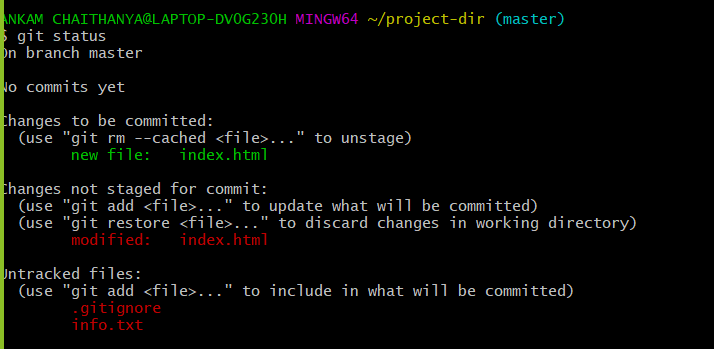 ANKAM CHAITHANYA@LAPTOP-DVOG230H MINGW64 ~/project-dir (master)
$ git status
On branch master
No commits yet
Changes to be committed:
(use "git rm --cached <file>..." to unstage)
new file: index.html
Changes not staged for commit:
(use "git add <file>..." to update what will be committed)
(use "git restore <file>..." to discard changes in working directory)
modified: index.html
Untracked files:
(use "git add <file>..." to include in what will be committed)
.gitignore
info.txt